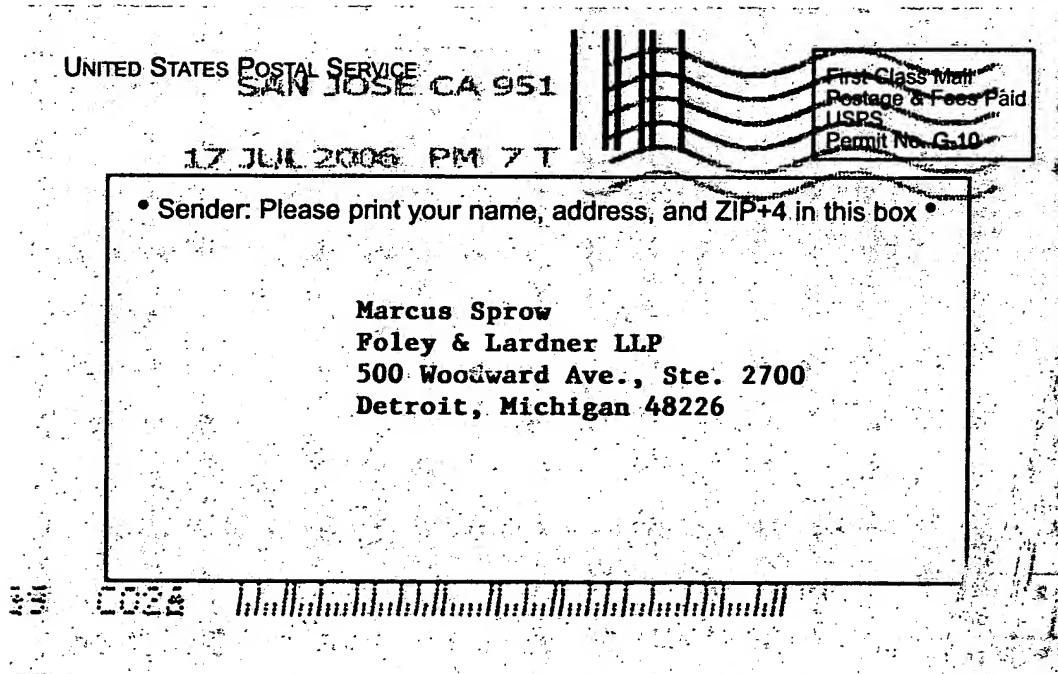 UNITED STATES POSTAL SERVICE
SAN JOSE CA 951
17 JUL 2006 PM 7 T
First-Class Mail
Postage & Fees Paid
USPS
Permit No. G-10
• Sender: Please print your name, address, and ZIP+4 in this box •
Marcus Sprow
Foley & Lardner LLP
500 Woodward Ave., Ste. 2700
Detroit, Michigan 48226